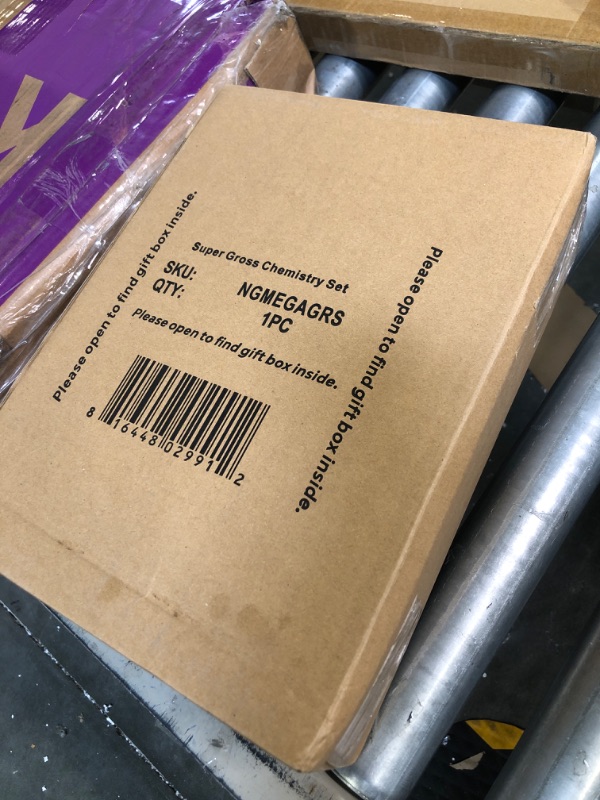 Please open to find gift box inside.
Super Gross Chemistry Set
SKU: NGMEGAGRS
QTY: 1PC
Please open to find gift box inside.
8 16448 02991 2
Please open to find gift box inside.